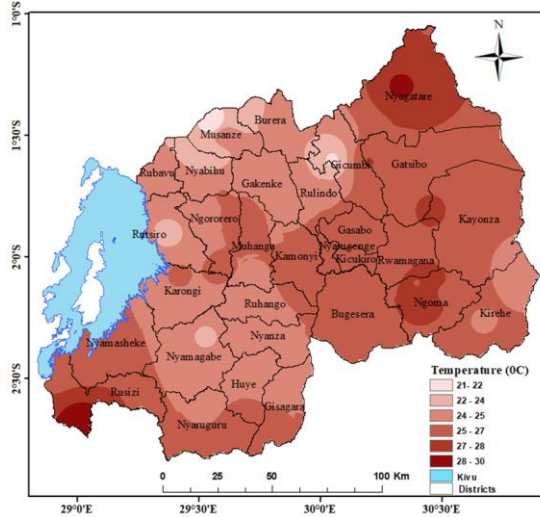 1°0'S
1°30'S
2°0'S
2°30'S
N
Nyagatare
Burera
Musanze
Gicumbi
Gatsibo
Rubavu
Nyabihu
Gakenke
Rulindo
Kayonza
Ngororero
Rutsiro
Gasabo
Muhanga
Kamonyi
Nyarugenge
Kicukiro
Rwamagana
Karongi
Ruhango
Bugesera
Ngoma
Kirehe
Nyamasheke
Nyamagabe
Nyanza
Rusizi
Huye
Gisagara
Nyaruguru
Temperature (0C)
21 - 22
22 - 24
24 - 25
25 - 27
27 - 28
28 - 30
Kivu
Districts
0 25 50 100 Km
29°0'E 29°30'E 30°0'E 30°30'E